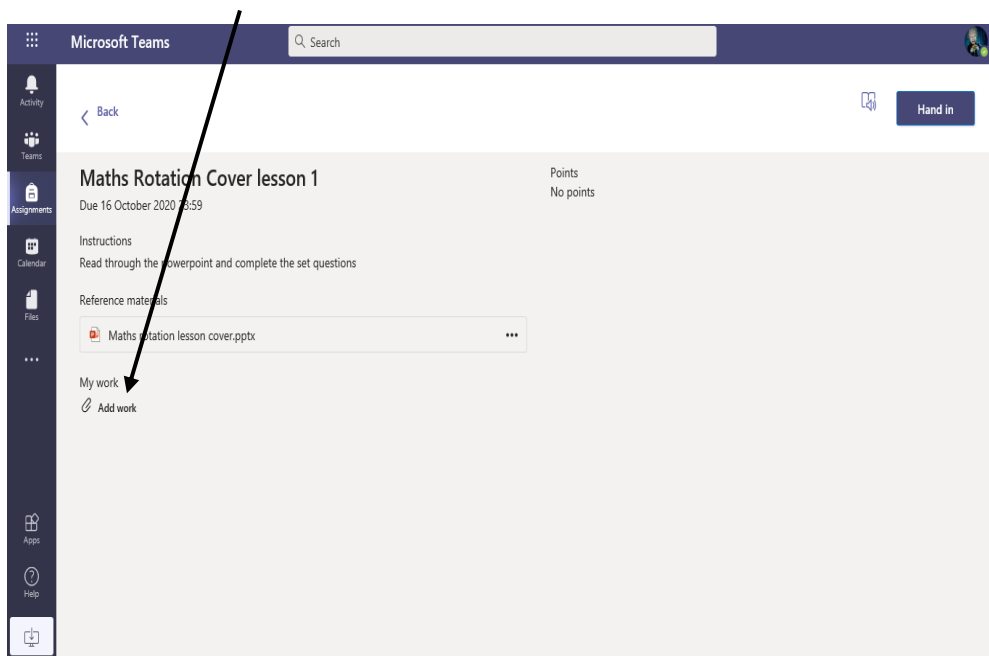 Microsoft Teams
Search
Activity
Teams
Assignments
Calendar
Files
Apps
Help
Back
Hand in
Maths Rotation Cover lesson 1
Due 16 October 2020 23:59
Points
No points
Instructions
Read through the powerpoint and complete the set questions
Reference materials
Maths rotation lesson cover.pptx
My work
Add work